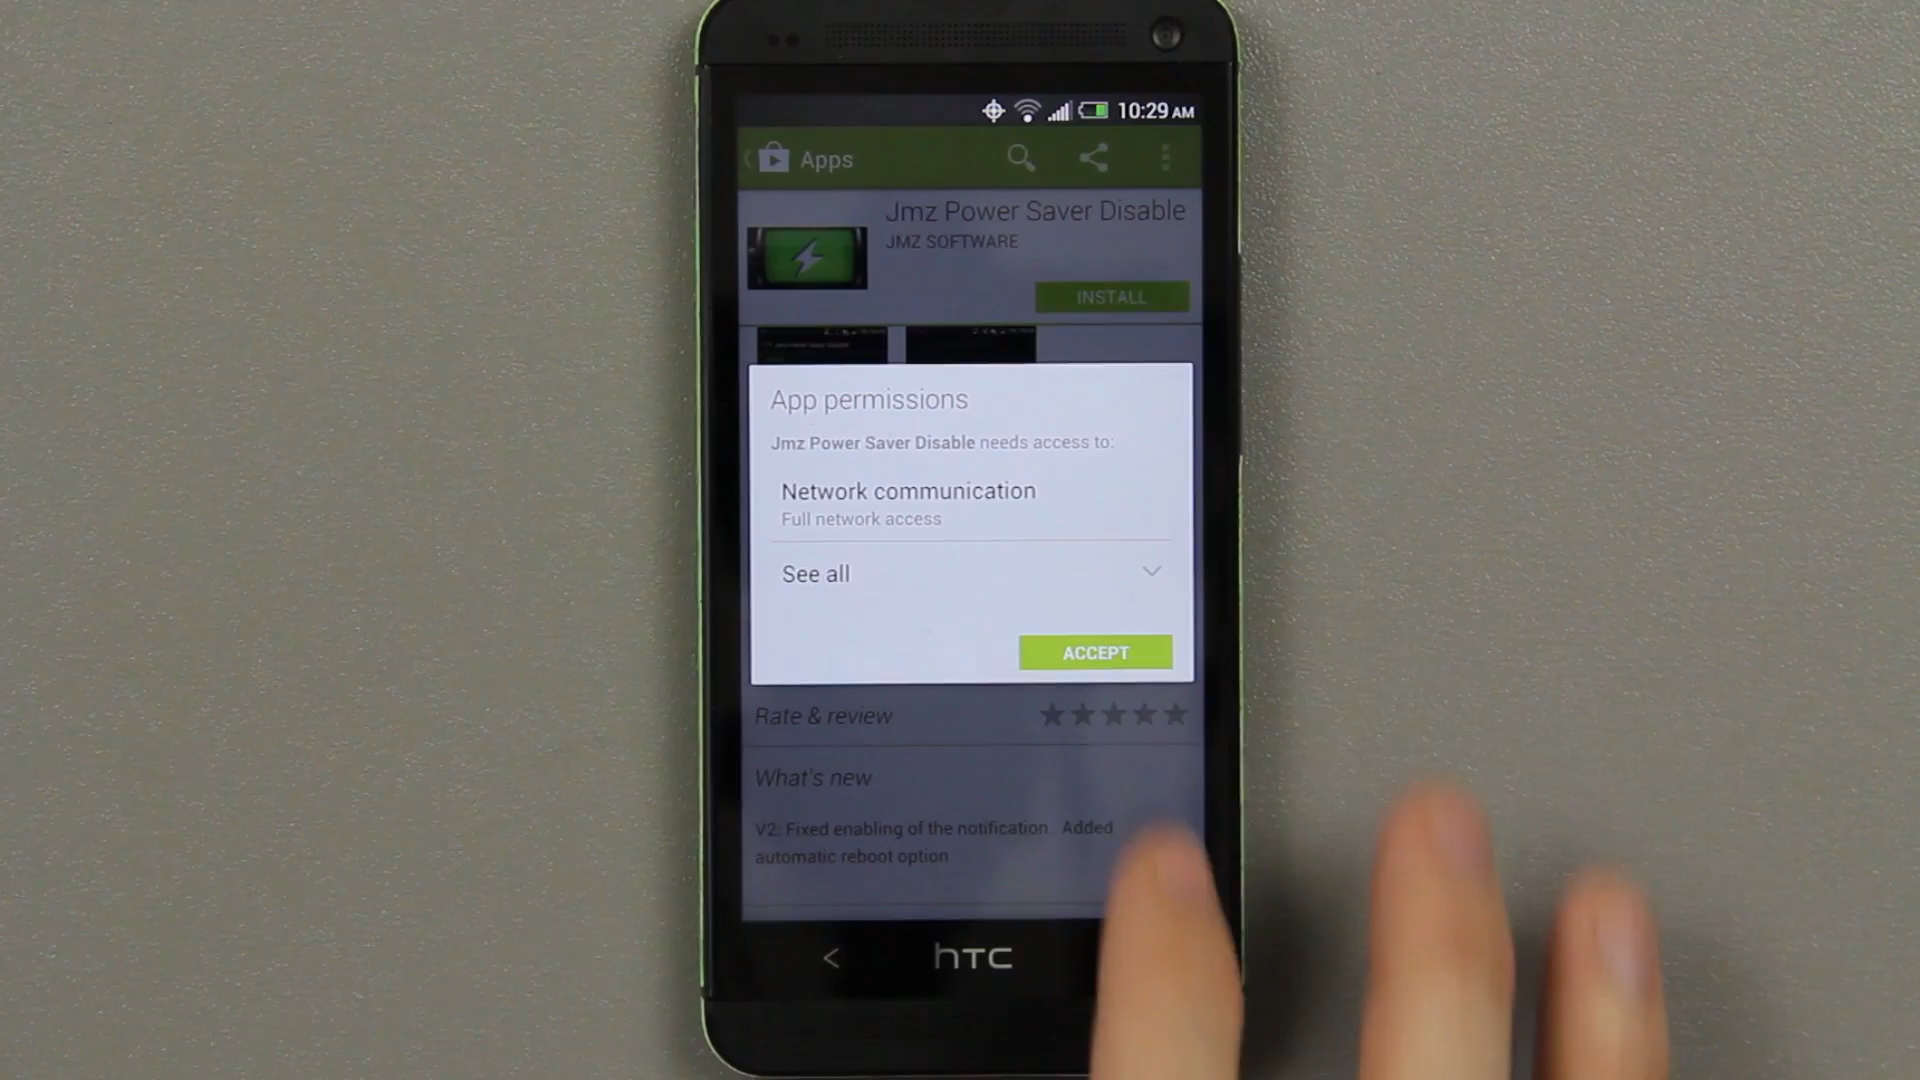 10:29 AM
Apps
Jmz Power Saver Disable
JMZ SOFTWARE
INSTALL
App permissions
Jmz Power Saver Disable needs access to:
Network communication
Full network access
See all
ACCEPT
Rate & review
What's new
V2: Fixed enabling of the notification. Added
automatic reboot option
hTC